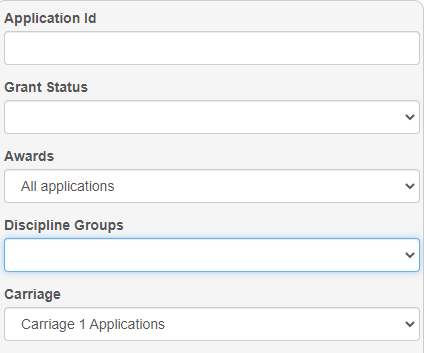 Application Id
Grant Status
Awards
All applications
Discipline Groups
Carriage
Carriage 1 Applications